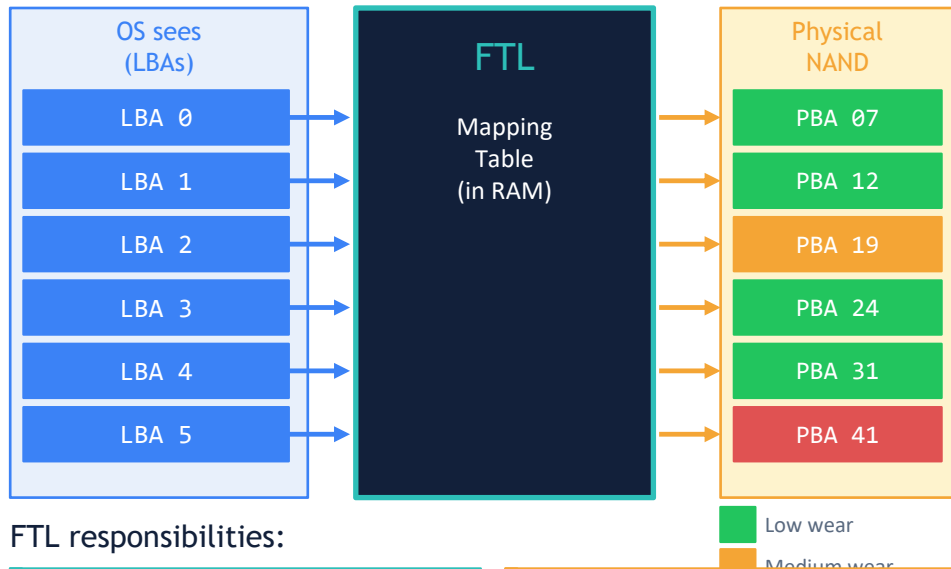 OS sees
(LBAs)
LBA 0
LBA 1
LBA 2
LBA 3
LBA 4
LBA 5
FTL
Mapping
Table
(in RAM)
Physical
NAND
PBA 07
PBA 12
PBA 19
PBA 24
PBA 31
PBA 41
Low wear
Medium wear
FTL responsibilities: